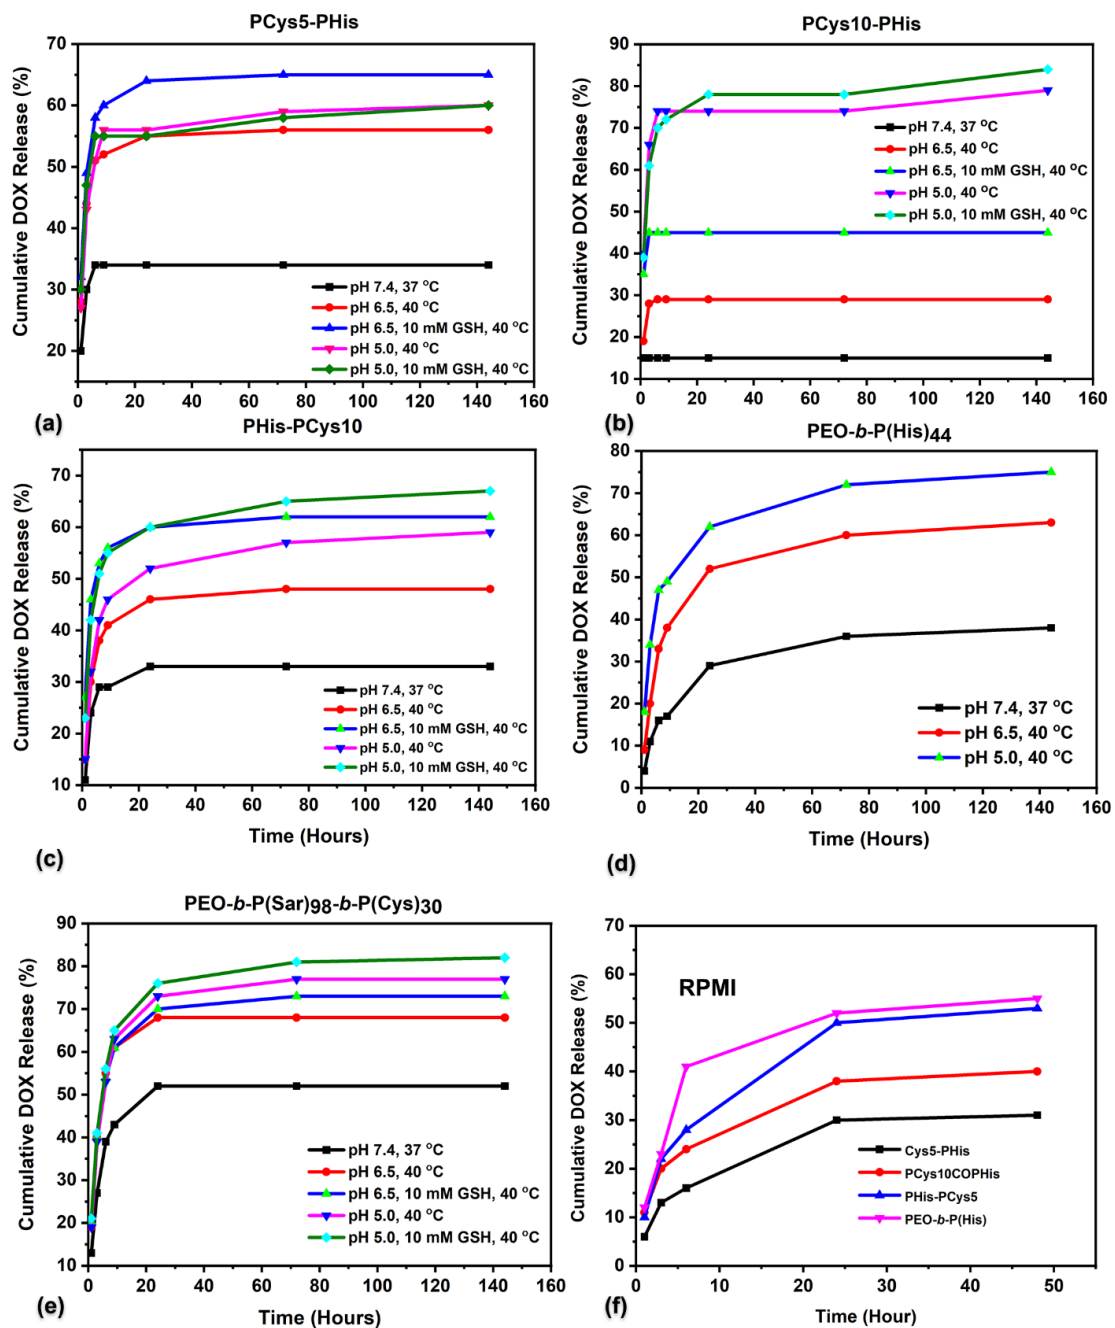 PCys5-PHis
Cumulative DOX Release (%)
70
60
50
40
30
20
0 20 40 60 80 100 120 140 160
pH 7.4, 37 °C
pH 6.5, 40 °C
pH 6.5, 10 mM GSH, 40 °C
pH 5.0, 40 °C
pH 5.0, 10 mM GSH, 40 °C
(a)
PCys10-PHis
Cumulative DOX Release (%)
90
80
70
60
50
40
30
20
10
0 20 40 60 80 100 120 140 160
pH 7.4, 37 °C
pH 6.5, 40 °C
pH 6.5, 10 mM GSH, 40 °C
pH 5.0, 40 °C
pH 5.0, 10 mM GSH, 40 °C
(b)
PHis-PCys10
Cumulative DOX Release (%)
70
60
50
40
30
20
10
0 20 40 60 80 100 120 140 160
Time (Hours)
pH 7.4, 37 °C
pH 6.5, 40 °C
pH 6.5, 10 mM GSH, 40 °C
pH 5.0, 40 °C
pH 5.0, 10 mM GSH, 40 °C
(c)
PEO-b-P(His)44
Cumulative DOX Release (%)
80
70
60
50
40
30
20
10
0
0 20 40 60 80 100 120 140 160
Time (Hours)
pH 7.4, 37 °C
pH 6.5, 40 °C
pH 5.0, 40 °C
(d)
PEO-b-P(Sar)98-b-P(Cys)30
Cumulative DOX Release (%)
90
80
70
60
50
40
30
20
10
0 20 40 60 80 100 120 140 160
Time (Hours)
pH 7.4, 37 °C
pH 6.5, 40 °C
pH 6.5, 10 mM GSH, 40 °C
pH 5.0, 40 °C
pH 5.0, 10 mM GSH, 40 °C
(e)
RPMI
Cumulative DOX Release (%)
70
60
50
40
30
20
10
0
0 10 20 30 40 50
Time (Hour)
Cys5-PHis
PCys10COPHis
PHis-PCys5
PEO-b-P(His)
(f)